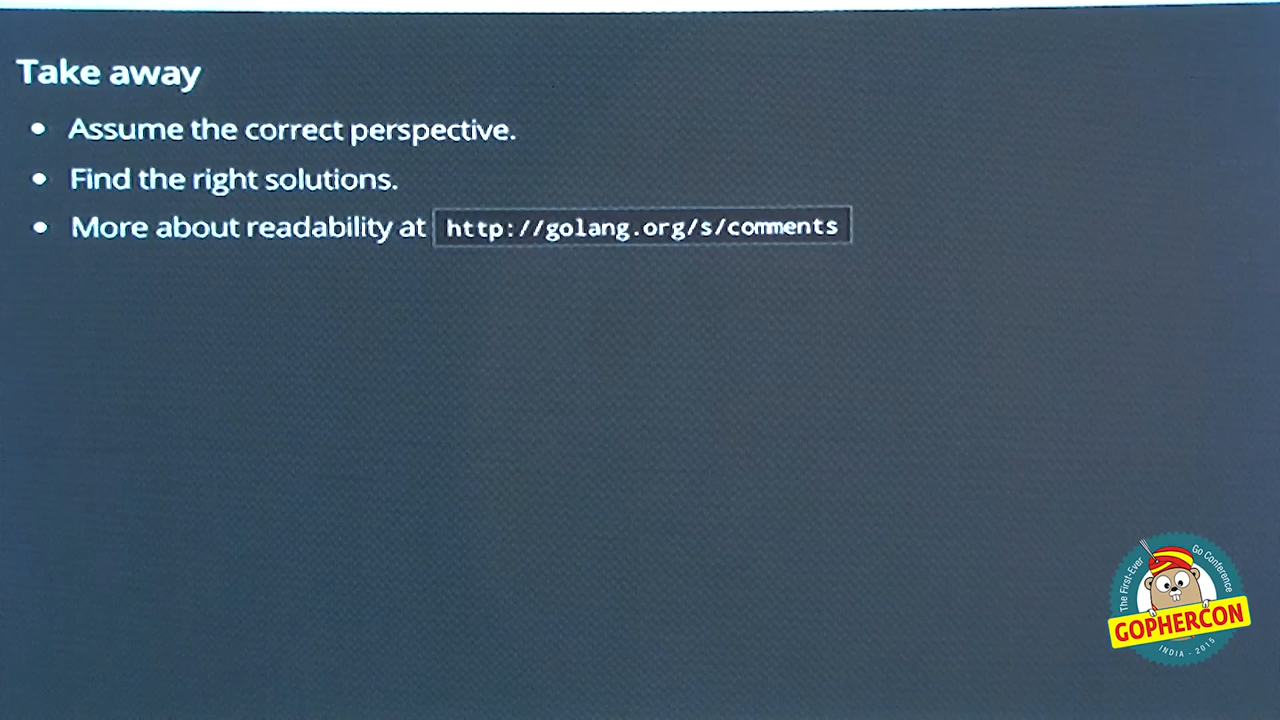 Take away
Assume the correct perspective.
Find the right solutions.
More about readability at http://golang.org/s/comments
The First-Ever Go Conference
GOPHERCON
INDIA - 2015